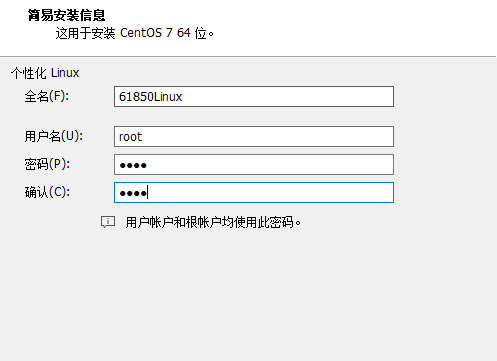 简易安装信息
这用于安装 CentOS 7 64 位。
个性化 Linux
全名(F): 61850Linux
用户名(U): root
密码(P): ●●●●
确认(C): ●●●●
用户帐户和根帐户均使用此密码。